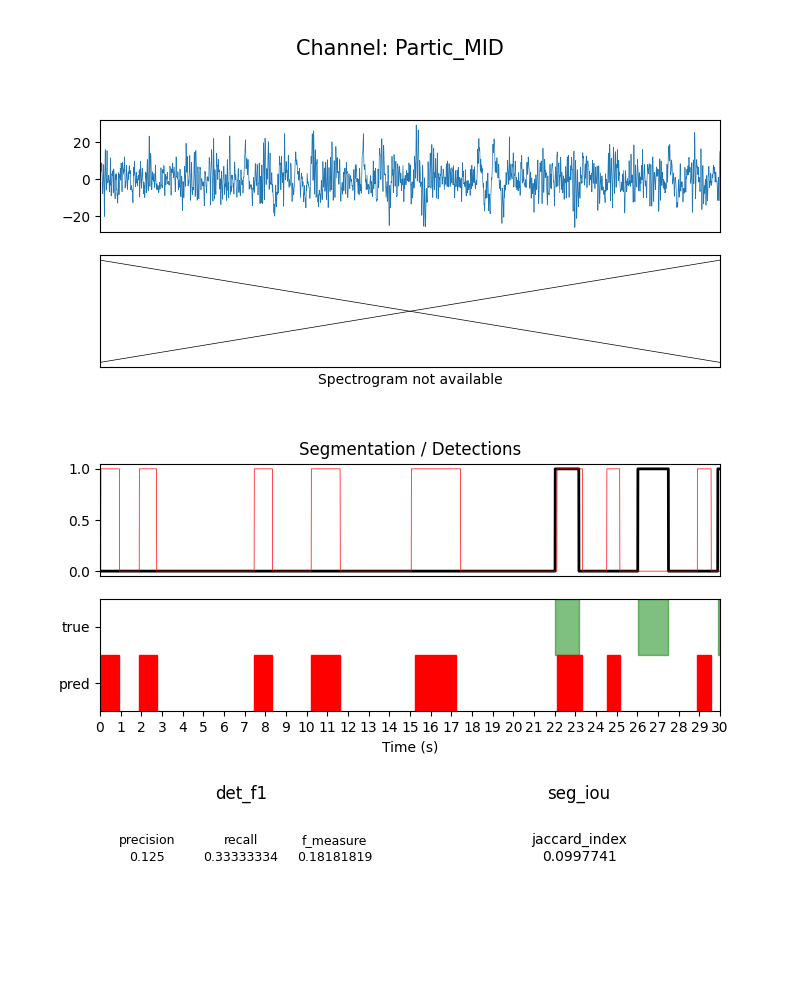 Channel: Partic_MID
20
0
−20
Spectrogram not available
Segmentation / Detections
1.0
0.5
0.0
true
pred
0 1 2 3 4 5 6 7 8 9 10 11 12 13 14 15 16 17 18 19 20 21 22 23 24 25 26 27 28 29 30
Time (s)
det_f1 seg_iou
precision recall f_measure jaccard_index
0.125 0.33333334 0.18181819 0.0997741